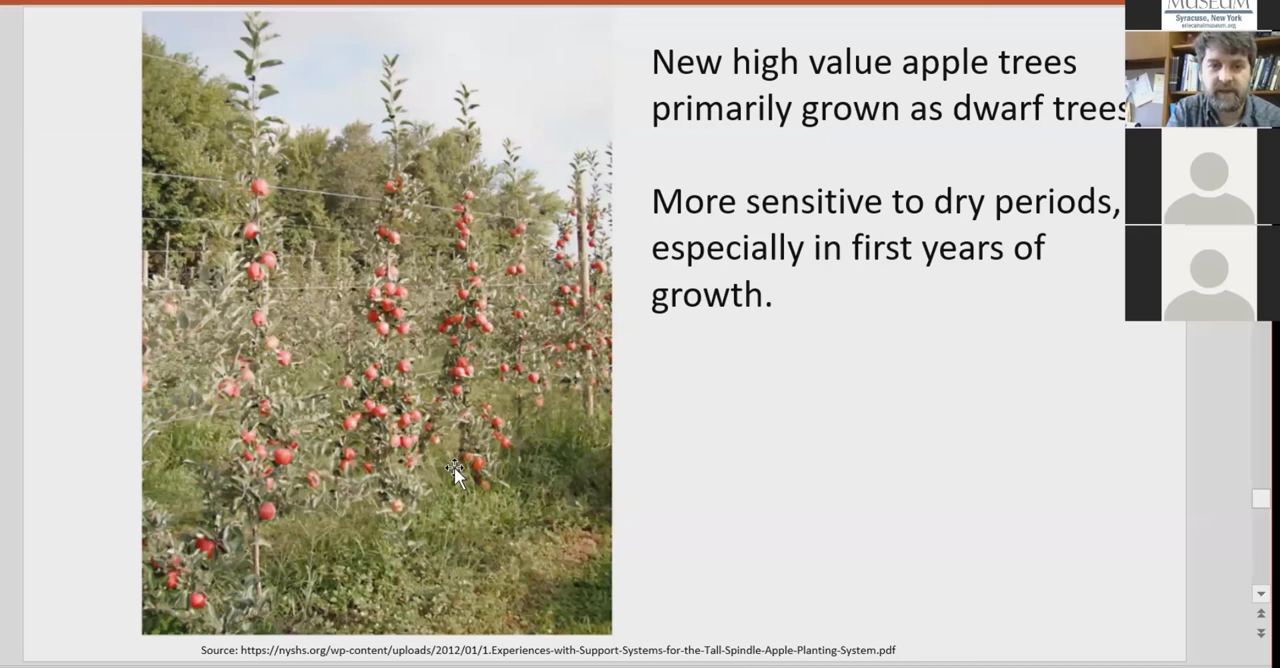 MUSEUM
Syracuse, New York
eriecanalmuseum.org
New high value apple trees
primarily grown as dwarf trees
More sensitive to dry periods,
especially in first years of
growth.
Source: https://nyshs.org/wp-content/uploads/2012/01/1.Experiences-with-Support-Systems-for-the-Tall-Spindle-Apple-Planting-System.pdf